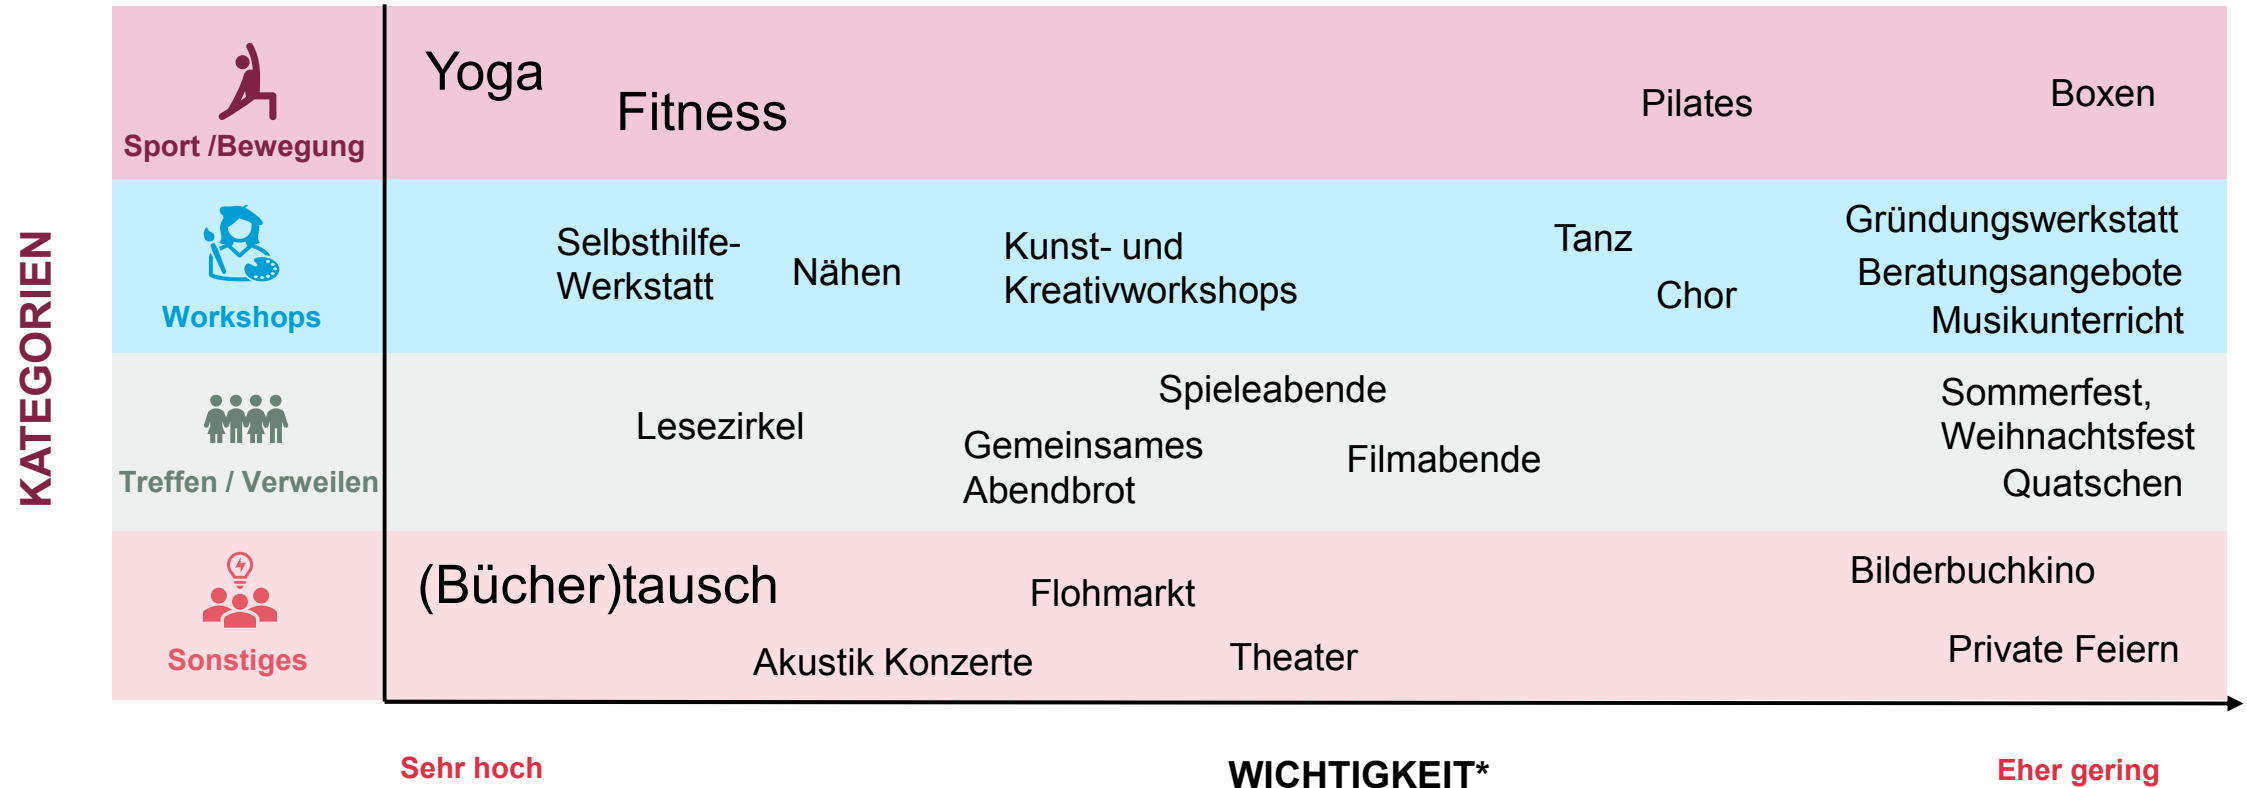 KATEGORIEN
Sport /Bewegung
Yoga
Fitness
Pilates
Boxen
Workshops
Selbsthilfe-
Werkstatt
Nähen
Kunst- und
Kreativworkshops
Tanz
Chor
Gründungswerkstatt
Beratungsangebote
Musikunterricht
Treffen / Verweilen
Lesezirkel
Spieleabende
Gemeinsames
Abendbrot
Filmabende
Sommerfest,
Weihnachtsfest
Quatschen
Sonstiges
(Bücher)tausch
Akustik Konzerte
Flohmarkt
Theater
Bilderbuchkino
Private Feiern
Sehr hoch
WICHTIGKEIT*
Eher gering